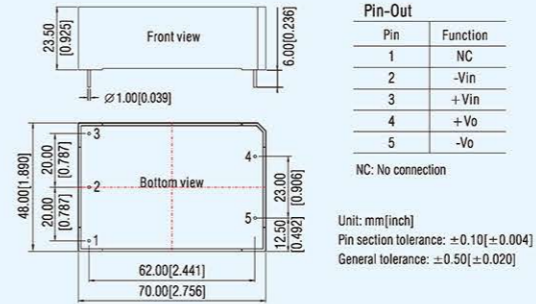 23.50
[0.925]
Front view
6.00[0.236]
Ø1.00[0.039]
48.00[1.890]
20.00
[0.787]
20.00
[0.787]
3
2
1
Bottom view
4
5
23.00
[0.906]
12.50
[0.492]
62.00[2.441]
70.00[2.756]
Pin-Out
Pin Function
1 NC
2 -Vin
3 +Vin
4 +Vo
5 -Vo
NC: No connection
Unit: mm[inch]
Pin section tolerance: ±0.10[±0.004]
General tolerance: ±0.50[±0.020]